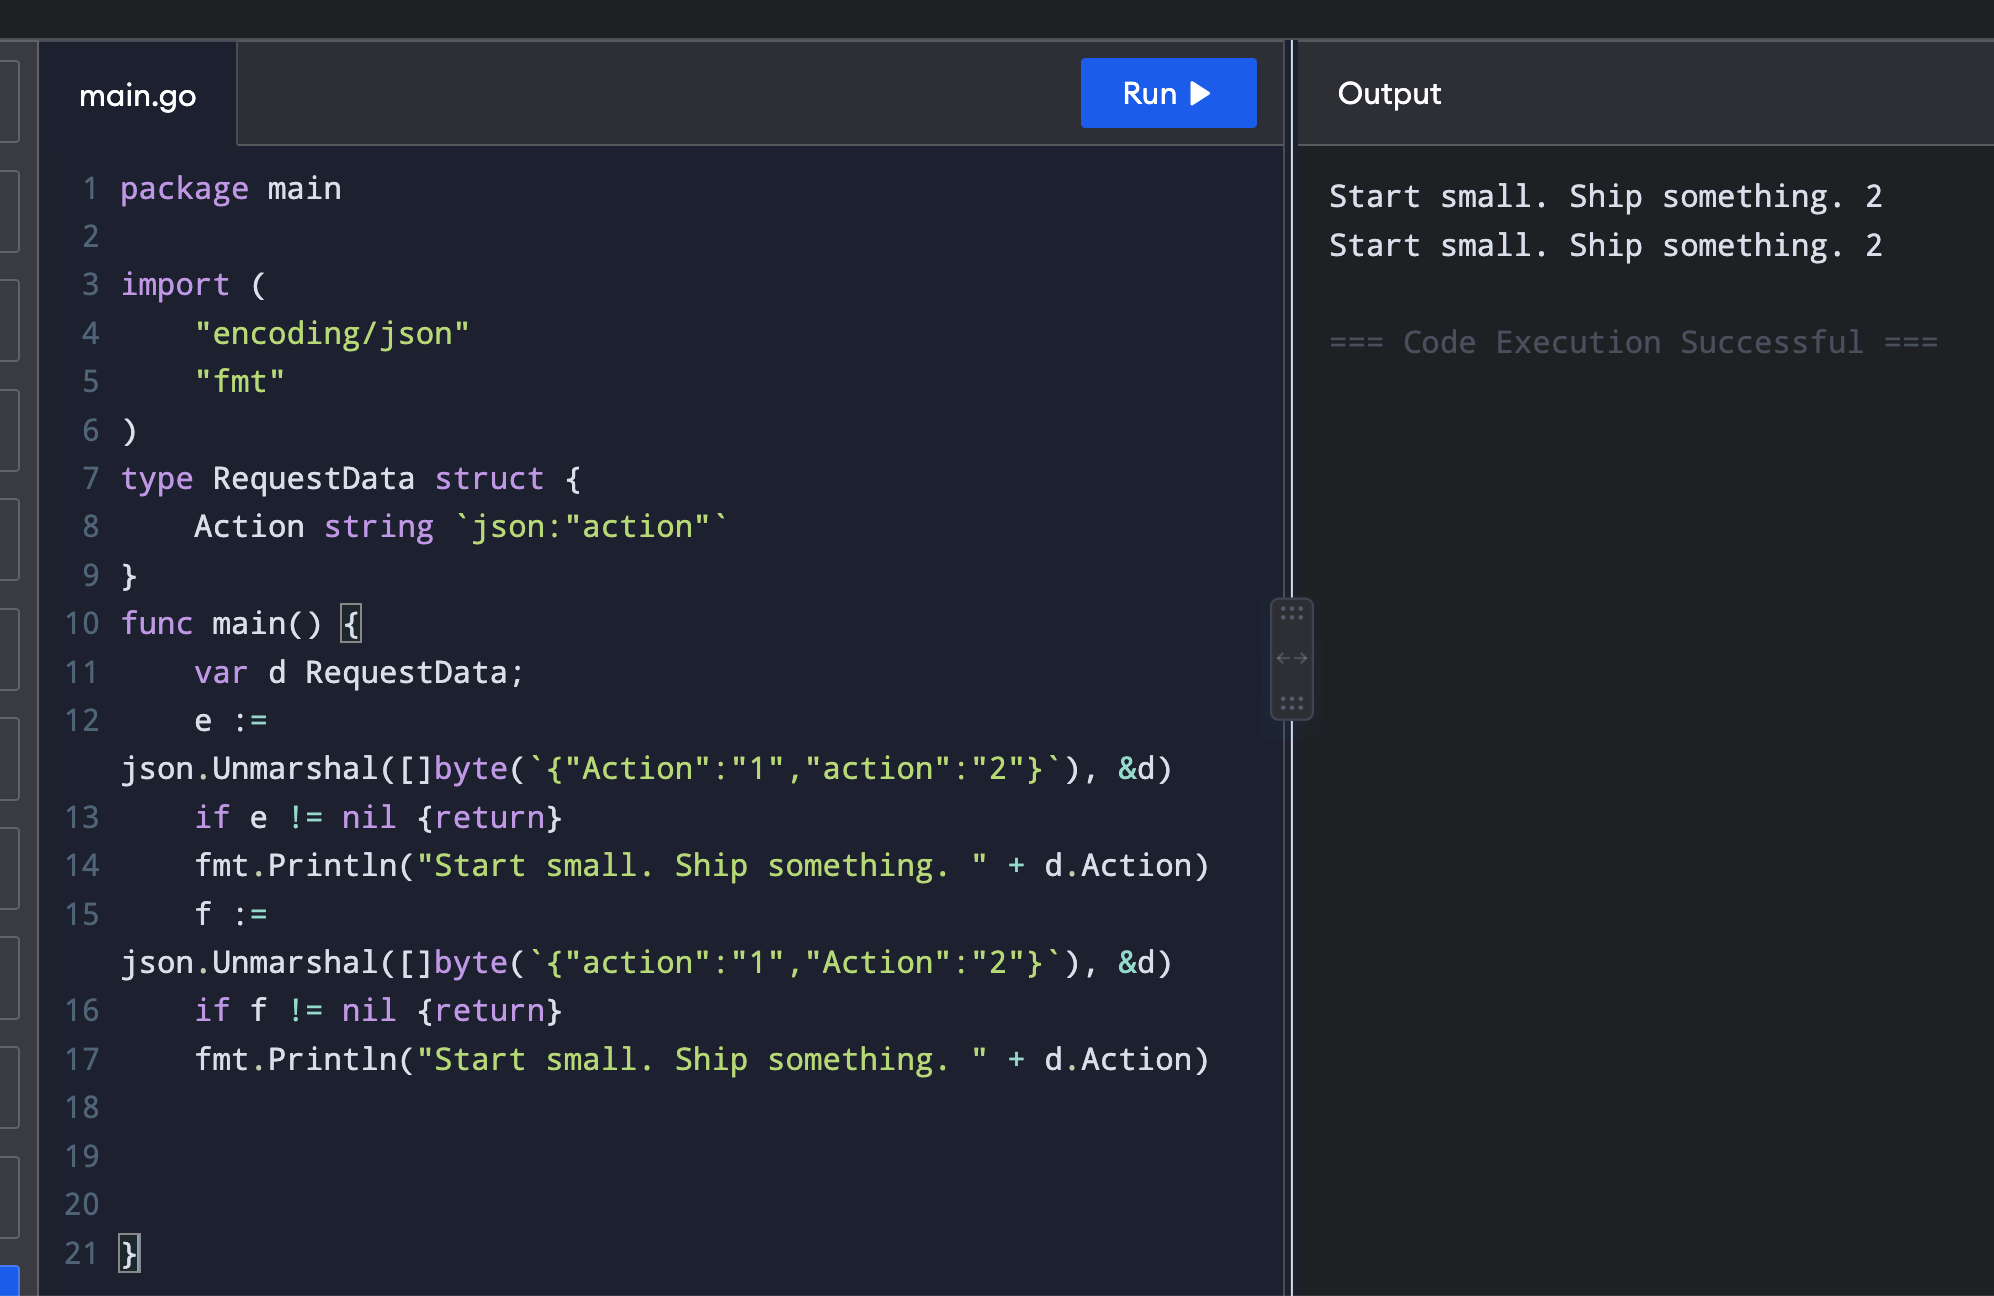 main.go
Run
Output
1 package main
2
3 import (
4     "encoding/json"
5     "fmt"
6 )
7 type RequestData struct {
8     Action string `json:"action"`
9 }
10 func main() {
11     var d RequestData;
12     e :=
json.Unmarshal([]byte(`{"Action":"1","action":"2"}`), &d)
13     if e != nil {return}
14     fmt.Println("Start small. Ship something. " + d.Action)
15     f :=
json.Unmarshal([]byte(`{"action":"1","Action":"2"}`), &d)
16     if f != nil {return}
17     fmt.Println("Start small. Ship something. " + d.Action)
18
19
20
21 }
Start small. Ship something. 2
Start small. Ship something. 2
=== Code Execution Successful ===